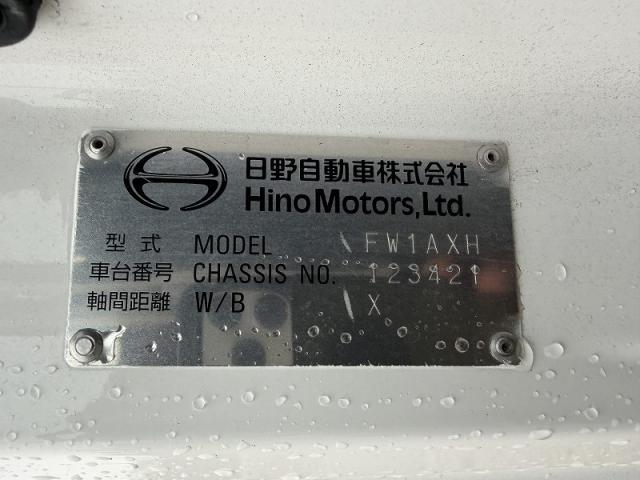 日野自動車株式会社
Hino Motors, Ltd.
型式 MODEL FW1AXH
車台番号 CHASSIS NO. 123421
軸間距離 W/B X